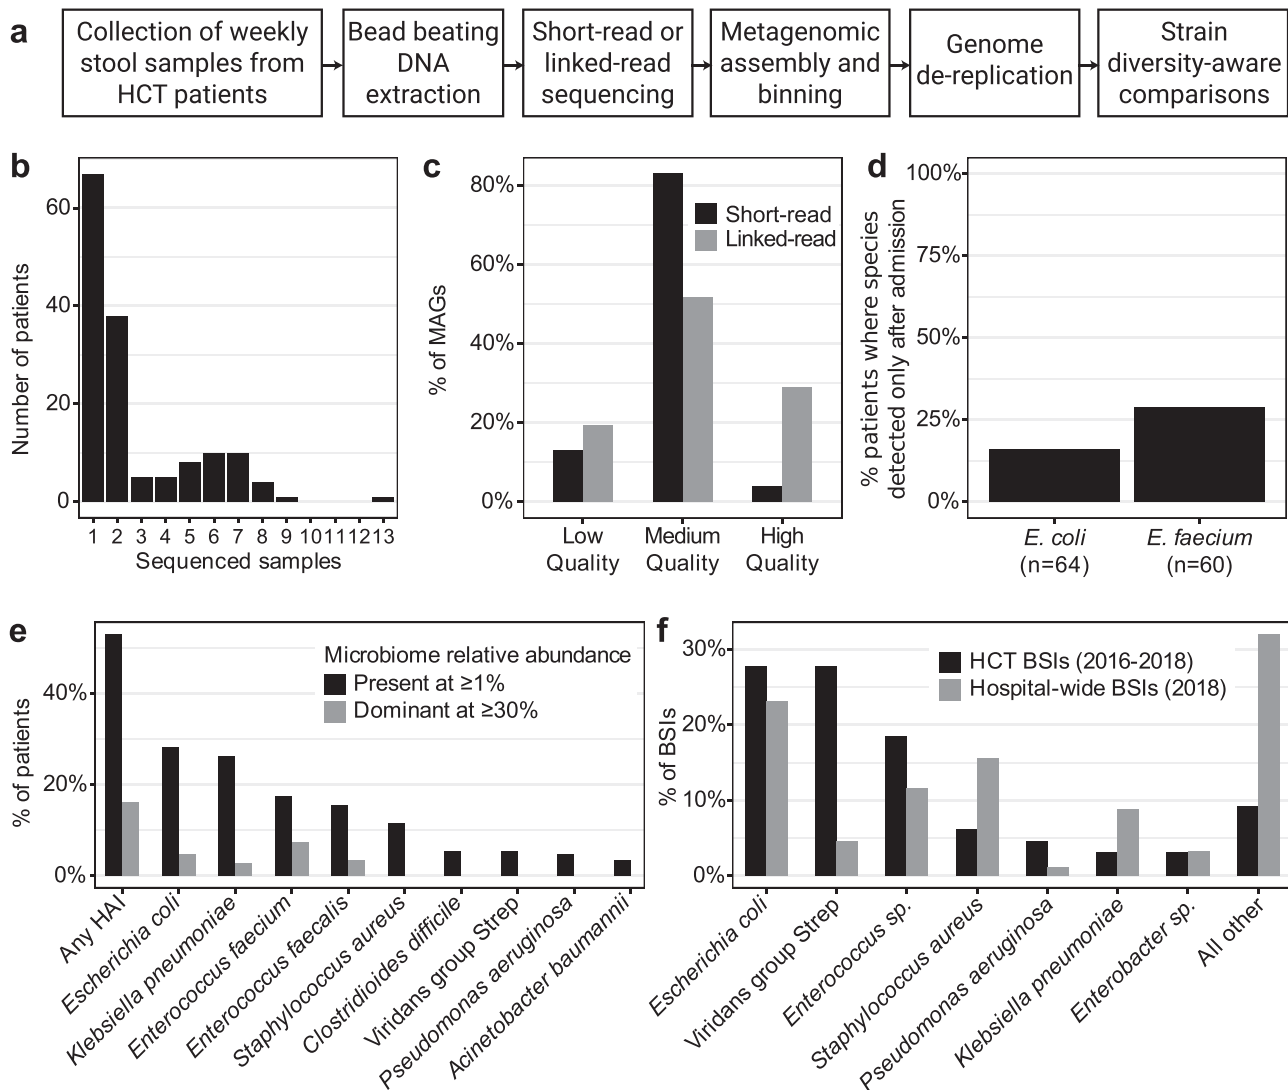 a
Collection of weekly
stool samples from
HCT patients
Bead beating
DNA
extraction
Short-read or
linked-read
sequencing
Metagenomic
assembly and
binning
Genome
de-replication
Strain
diversity-aware
comparisons
b
Number of patients
60
40
20
0
1 2 3 4 5 6 7 8 9 10 11 12 13
Sequenced samples
c
% of MAGs
80%
60%
40%
20%
0%
Short-read
Linked-read
Low
Quality
Medium
Quality
High
Quality
d
% patients where species
detected only after admission
100%
75%
50%
25%
0%
E. coli
(n=64)
E. faecium
(n=60)
e
% of patients
40%
20%
0%
Microbiome relative abundance
Present at ≥1%
Dominant at ≥30%
Any HAI
Escherichia coli
Klebsiella pneumoniae
Enterococcus faecium
Enterococcus faecalis
Staphylococcus aureus
Clostridioides difficile
Viridans group Strep
Pseudomonas aeruginosa
Acinetobacter baumannii
f
% of BSIs
30%
20%
10%
0%
HCT BSIs (2016-2018)
Hospital-wide BSIs (2018)
Escherichia coli
Viridans group Strep
Enterococcus sp.
Staphylococcus aureus
Pseudomonas aeruginosa
Klebsiella pneumoniae
Enterobacter sp.
All other